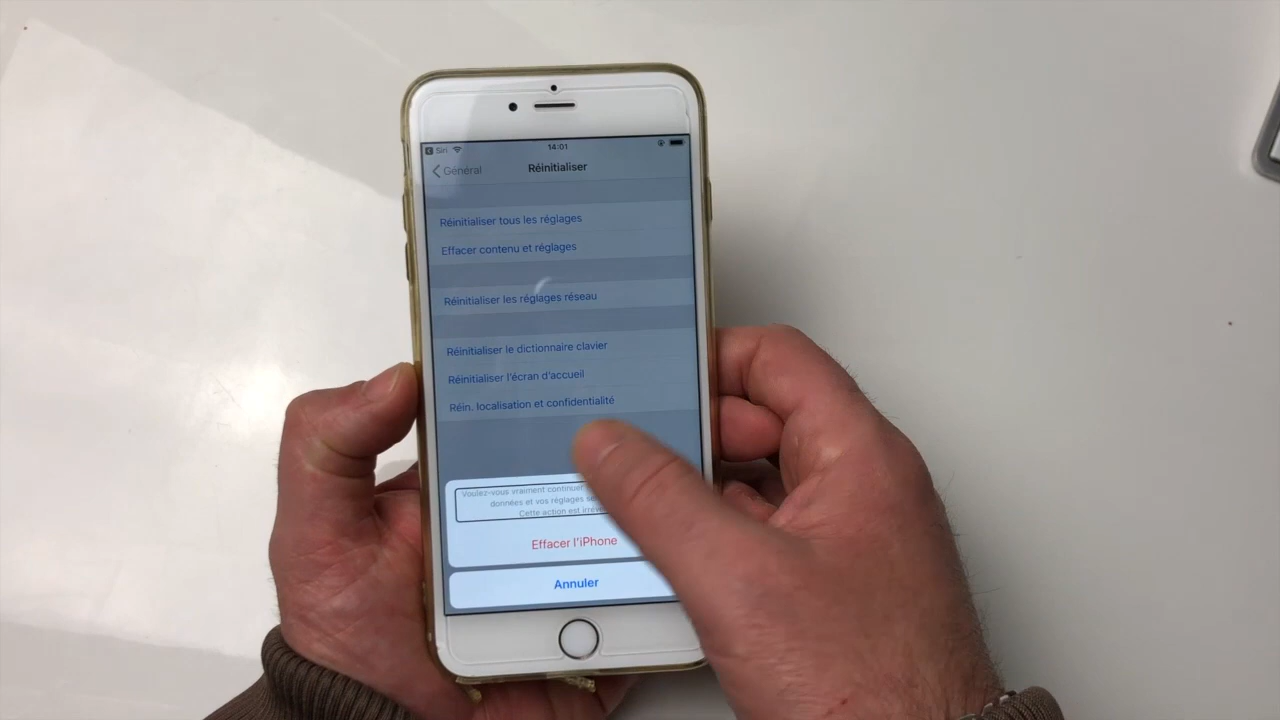 Siri 14:01
Général Réinitialiser
Réinitialiser tous les réglages
Effacer contenu et réglages
Réinitialiser les réglages réseau
Réinitialiser le dictionnaire clavier
Réinitialiser l'écran d'accueil
Réin. localisation et confidentialité
Voulez-vous vraiment continuer
données et vos réglages
Cette action est
Effacer l'iPhone
Annuler